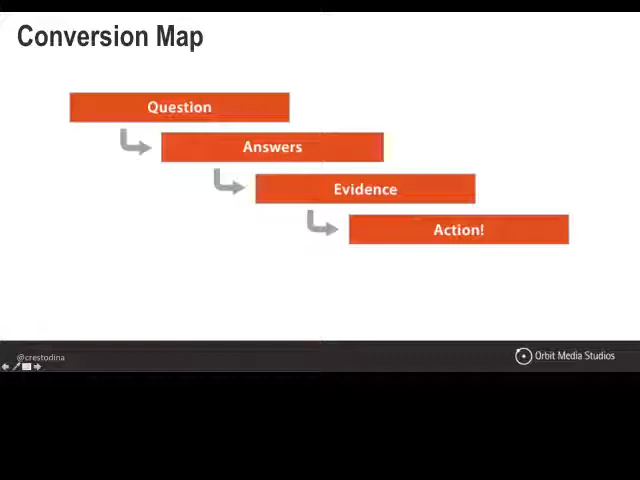 Conversion Map
Question
Answers
Evidence
Action!
@crestodina
Orbit Media Studios